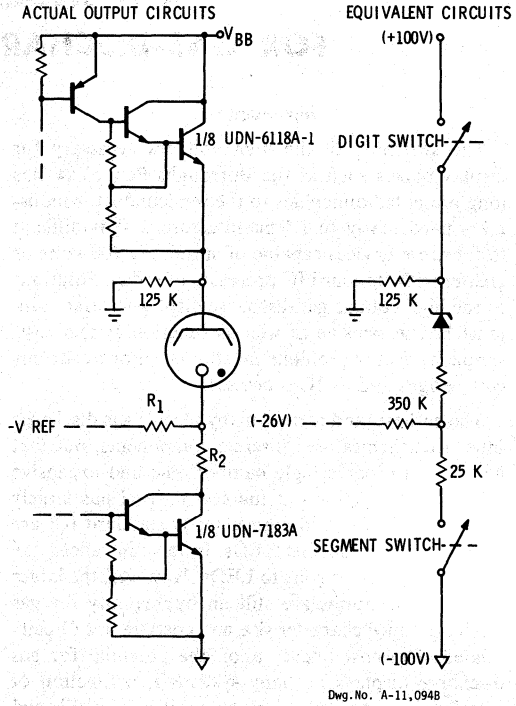 ACTUAL OUTPUT CIRCUITS
EQUIVALENT CIRCUITS
VBB
(+100V)
1/8 UDN-6118A-1
DIGIT SWITCH
125 K
125 K
R1
350 K
-V REF
(-26V)
R2
25 K
1/8 UDN-7183A
SEGMENT SWITCH
(-100V)
Dwg. No. A-11,094B